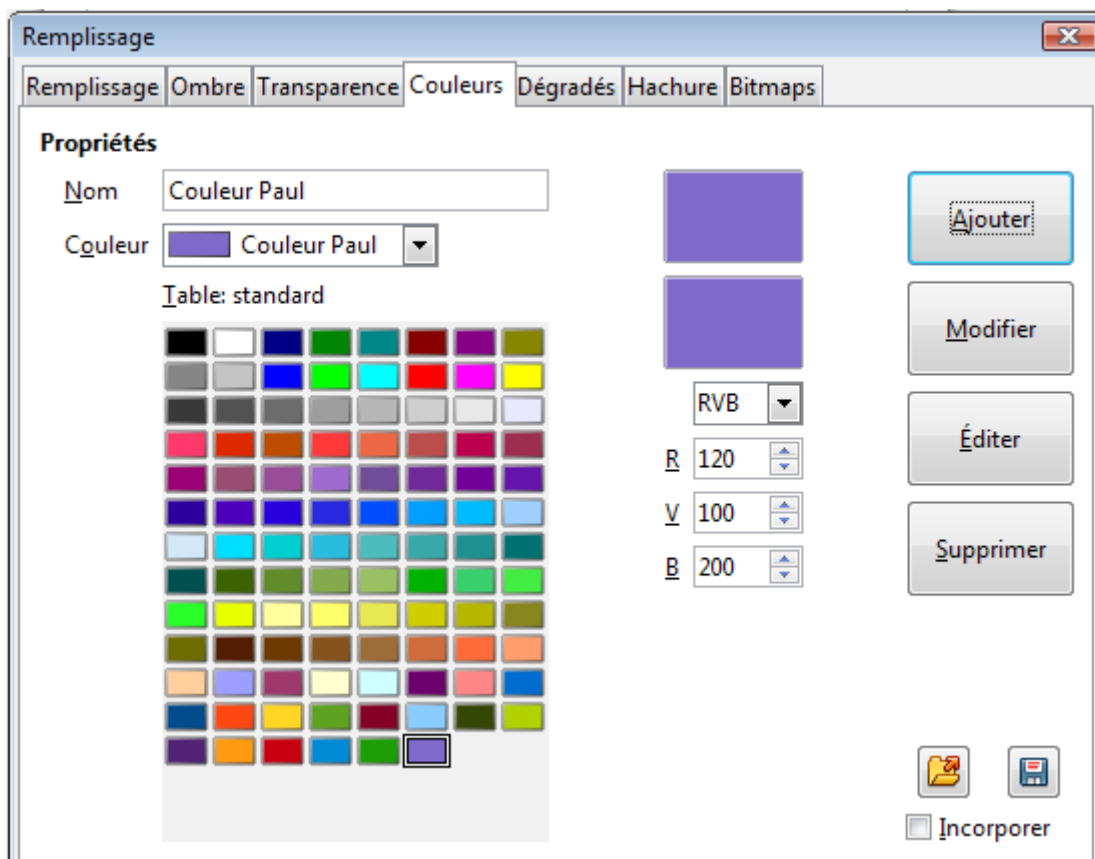 Remplissage
Remplissage Ombre Transparence Couleurs Dégradés Hachure Bitmaps
Propriétés
Nom Couleur Paul
Ajouter
Couleur Couleur Paul
Table: standard
Modifier
RVB
R 120
Éditer
V 100
B 200
Supprimer
Incorporer